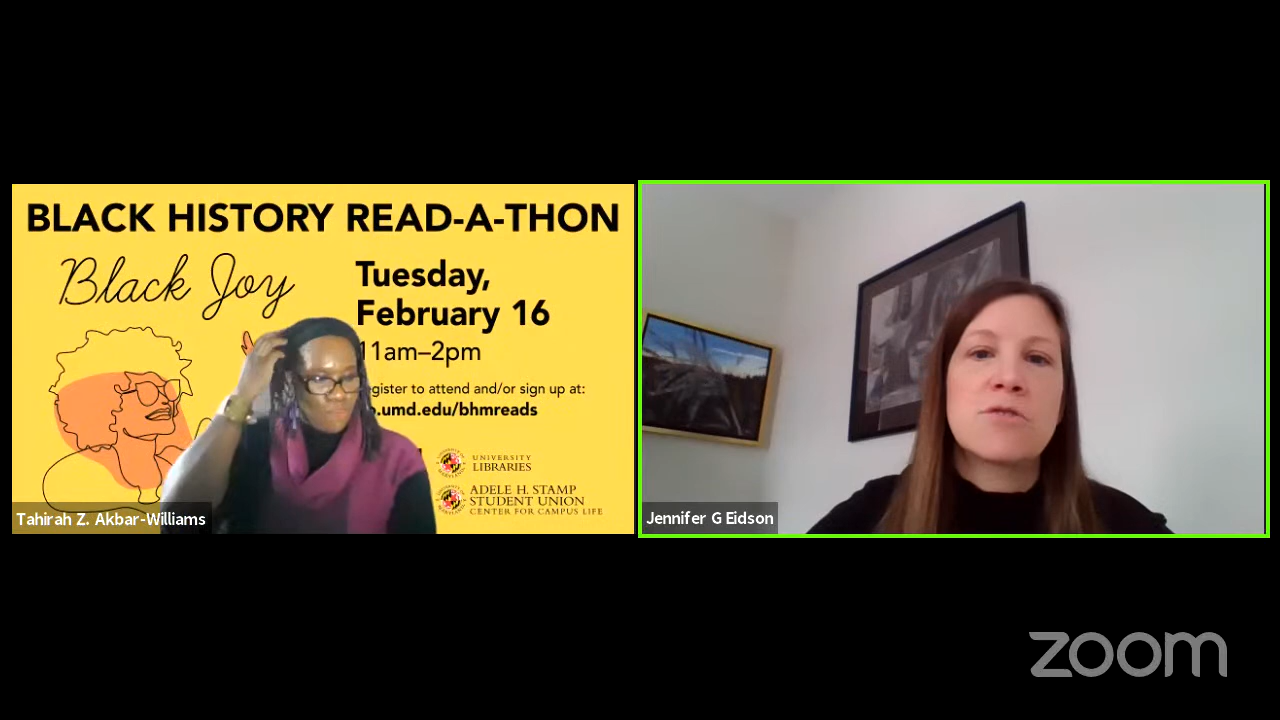 BLACK HISTORY READ-A-THON
Black Joy
Tuesday,
February 16
11am–2pm
egister to attend and/or sign up at:
.umd.edu/bhmreads
UNIVERSITY
LIBRARIES
ADELE H. STAMP
STUDENT UNION
CENTER FOR CAMPUS LIFE
Tahirah Z. Akbar-Williams
Jennifer G Eidson
zoom